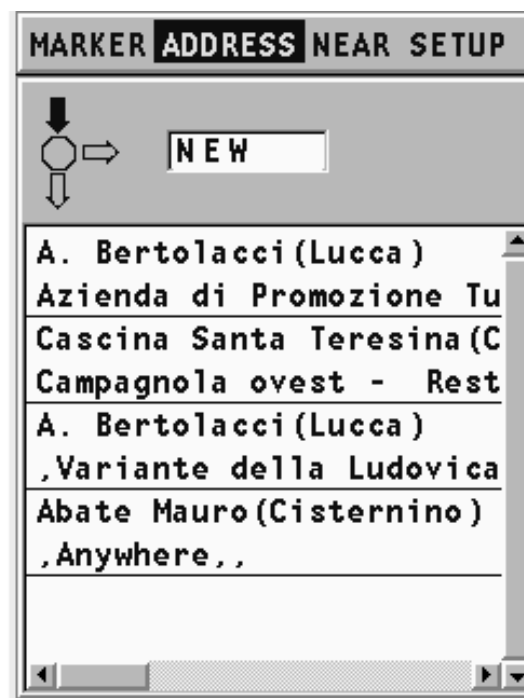 MARKER ADDRESS NEAR SETUP
NEW
A. Bertolacci(Lucca)
Azienda di Promozione Tu
Cascina Santa Teresina(C
Campagnola ovest - Rest
A. Bertolacci(Lucca)
,Variante della Ludovica
Abate Mauro(Cisternino)
,Anywhere,,